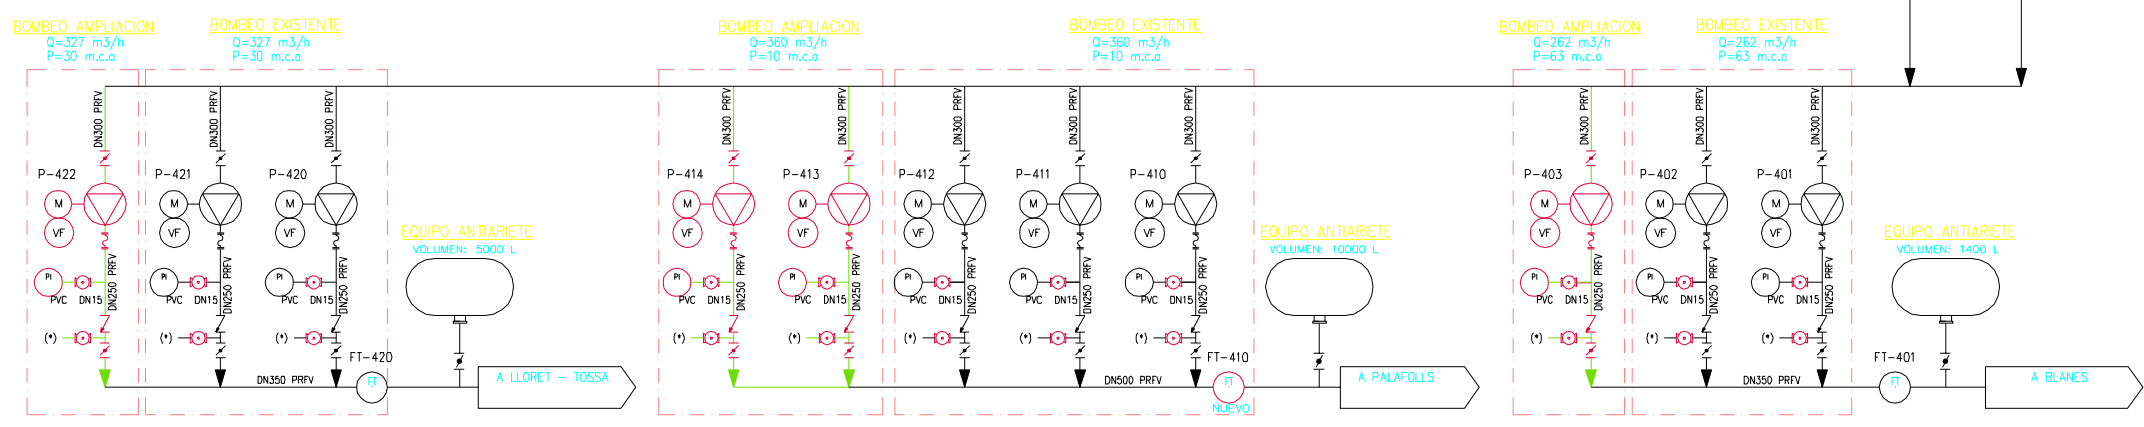 BOMBEO AMPLIACION
Q=327 m3/h
P=30 m.c.a
BOMBEO EXISTENTE
Q=327 m3/h
P=30 m.c.a
BOMBEO AMPLIACION
Q=360 m3/h
P=10 m.c.a
BOMBEO EXISTENTE
Q=360 m3/h
P=10 m.c.a
BOMBEO AMPLIACION
Q=262 m3/h
P=63 m.c.a
BOMBEO EXISTENTE
Q=262 m3/h
P=63 m.c.a
DN300 PRFV
DN300 PRFV
DN300 PRFV
P-422
P-421
P-420
M
M
M
VF
VF
VF
PI
PI
PI
PVC DN15
PVC DN15
PVC DN15
DN250 PRFV
DN250 PRFV
DN250 PRFV
(*)
(*)
(*)
DN350 PRFV
FT-420
FT
EQUIPO ANTIARIETE
VOLUMEN: 5000 L
A LLORET - TOSSA
DN300 PRFV
DN300 PRFV
DN300 PRFV
DN300 PRFV
DN300 PRFV
P-414
P-413
P-412
P-411
P-410
M
M
M
M
M
VF
VF
VF
VF
VF
PI
PI
PI
PI
PI
PVC DN15
PVC DN15
PVC DN15
PVC DN15
PVC DN15
DN250 PRFV
DN250 PRFV
DN250 PRFV
DN250 PRFV
DN250 PRFV
(*)
(*)
(*)
(*)
(*)
DN500 PRFV
FT-410
FT
NUEVO
EQUIPO ANTIARIETE
VOLUMEN: 10000 L
A PALAFOLLS
DN300 PRFV
DN300 PRFV
DN300 PRFV
P-403
P-402
P-401
M
M
M
VF
VF
VF
PI
PI
PI
PVC DN15
PVC DN15
PVC DN15
DN250 PRFV
DN250 PRFV
DN250 PRFV
(*)
(*)
(*)
DN350 PRFV
FT-401
FT
EQUIPO ANTIARIETE
VOLUMEN: 1400 L
A BLANES